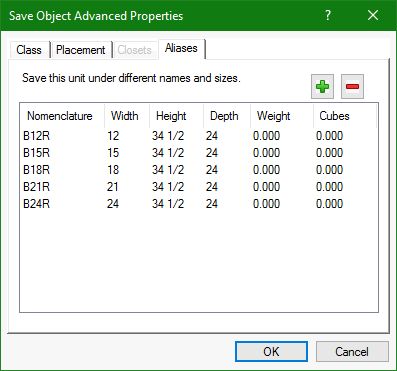 Save Object Advanced Properties ?
Class Placement Closets Aliases
Save this unit under different names and sizes.
Nomenclature Width Height Depth Weight Cubes
B12R 12 34 1/2 24 0.000 0.000
B15R 15 34 1/2 24 0.000 0.000
B18R 18 34 1/2 24 0.000 0.000
B21R 21 34 1/2 24 0.000 0.000
B24R 24 34 1/2 24 0.000 0.000
OK Cancel